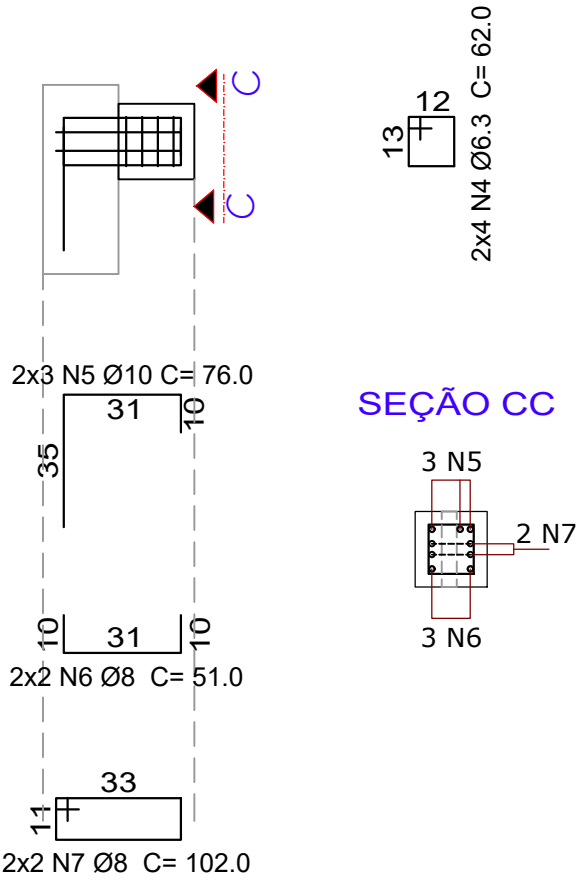 C
C
12
13
2x4 N4 Ø6.3 C= 62.0
2x3 N5 Ø10 C= 76.0
31
10
35
SEÇÃO CC
3 N5
2 N7
3 N6
10
31
10
2x2 N6 Ø8 C= 51.0
33
11
2x2 N7 Ø8 C= 102.0